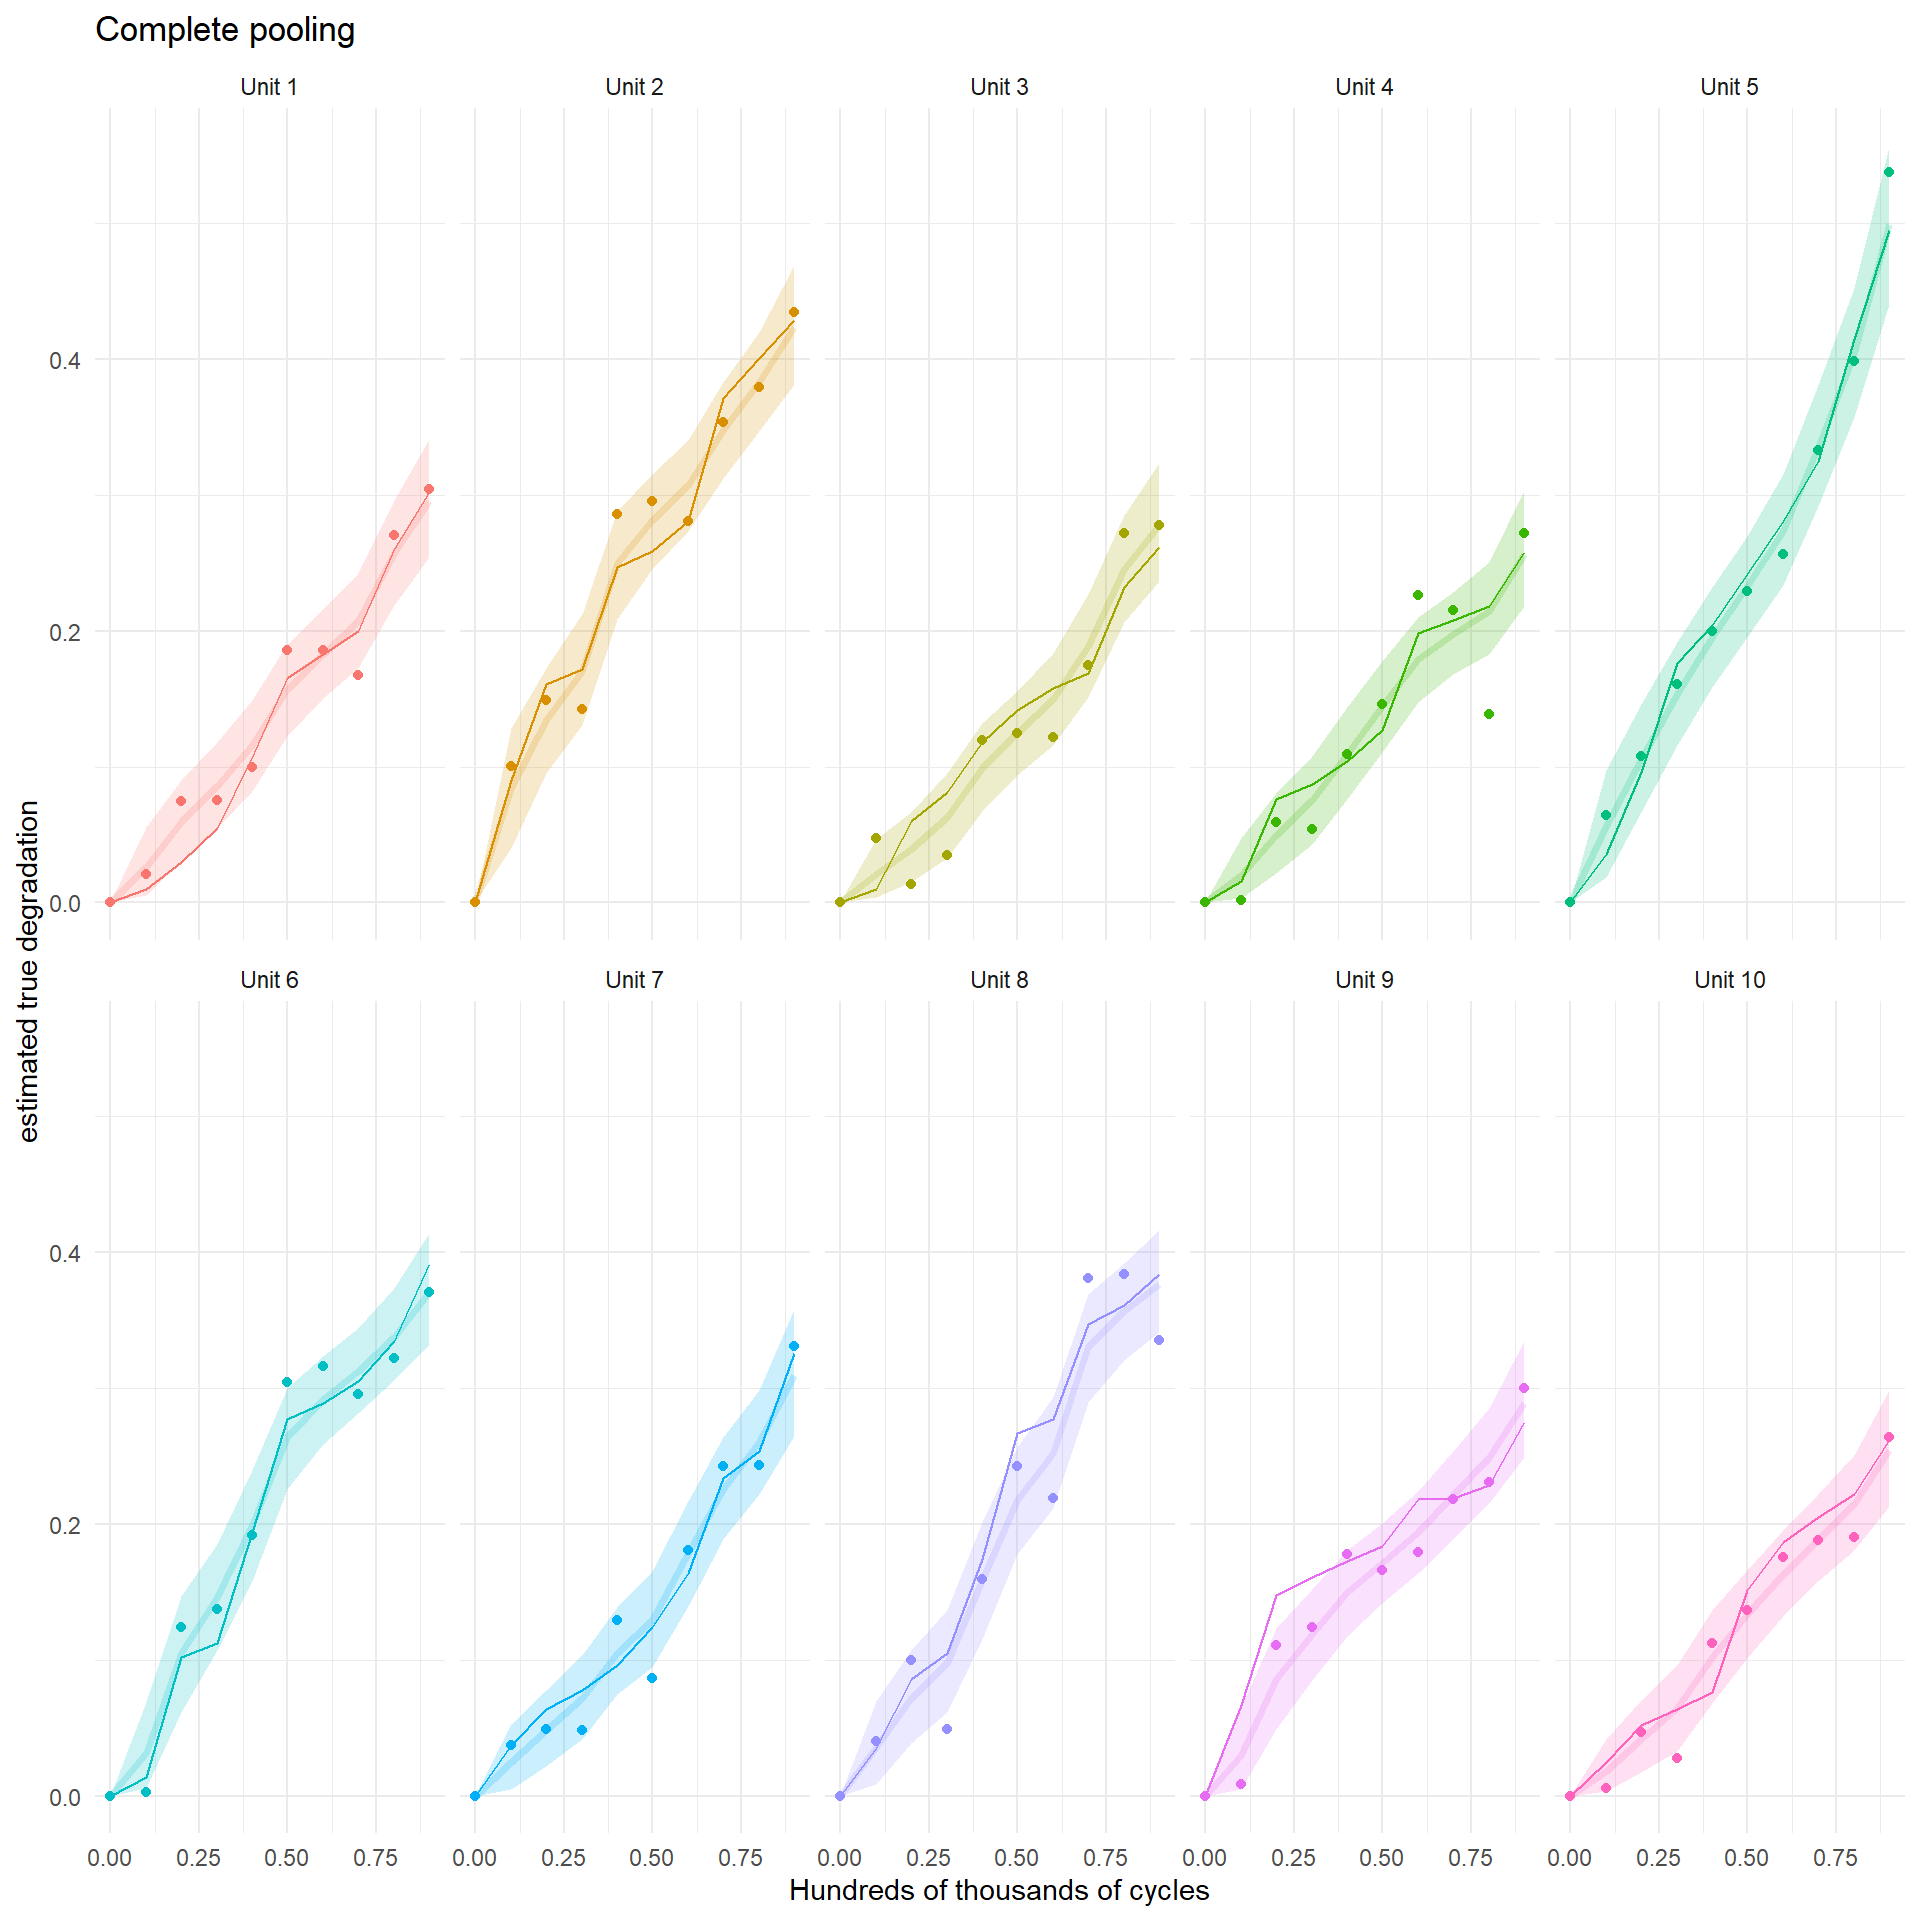 Complete pooling
Unit 1 Unit 2 Unit 3 Unit 4 Unit 5
0.4
0.2
0.0
estimated true degradation
Unit 6 Unit 7 Unit 8 Unit 9 Unit 10
0.4
0.2
0.0
0.00 0.25 0.50 0.75 0.00 0.25 0.50 0.75 0.00 0.25 0.50 0.75 0.00 0.25 0.50 0.75 0.00 0.25 0.50 0.75
Hundreds of thousands of cycles